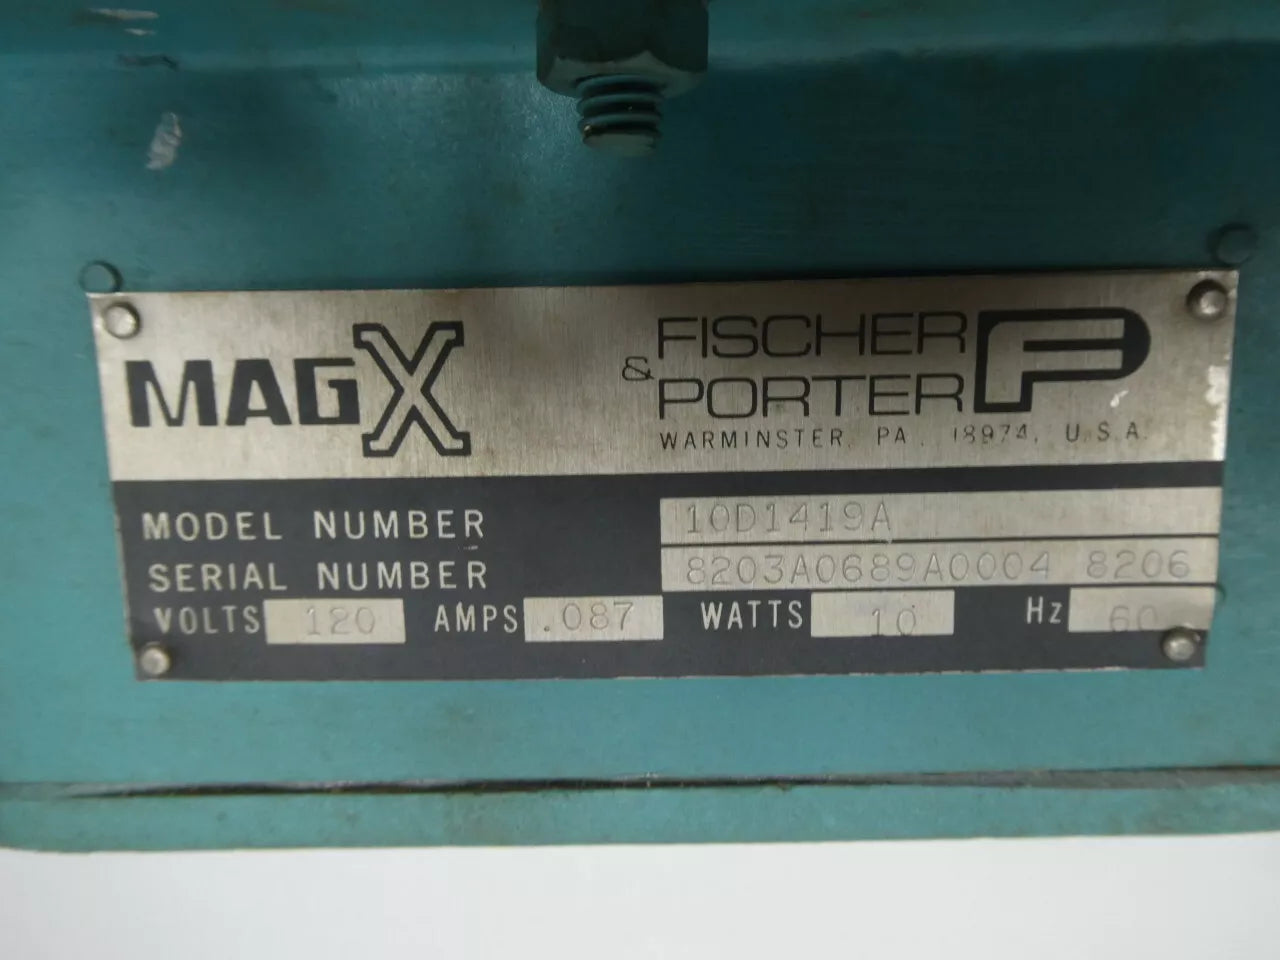 MAGX
FISCHER
& PORTER
WARMINSTER, PA. 18974, U.S.A.
MODEL NUMBER 10D1419A
SERIAL NUMBER 8203A0689A0004 8206
VOLTS 120 AMPS .087 WATTS 10 Hz 60